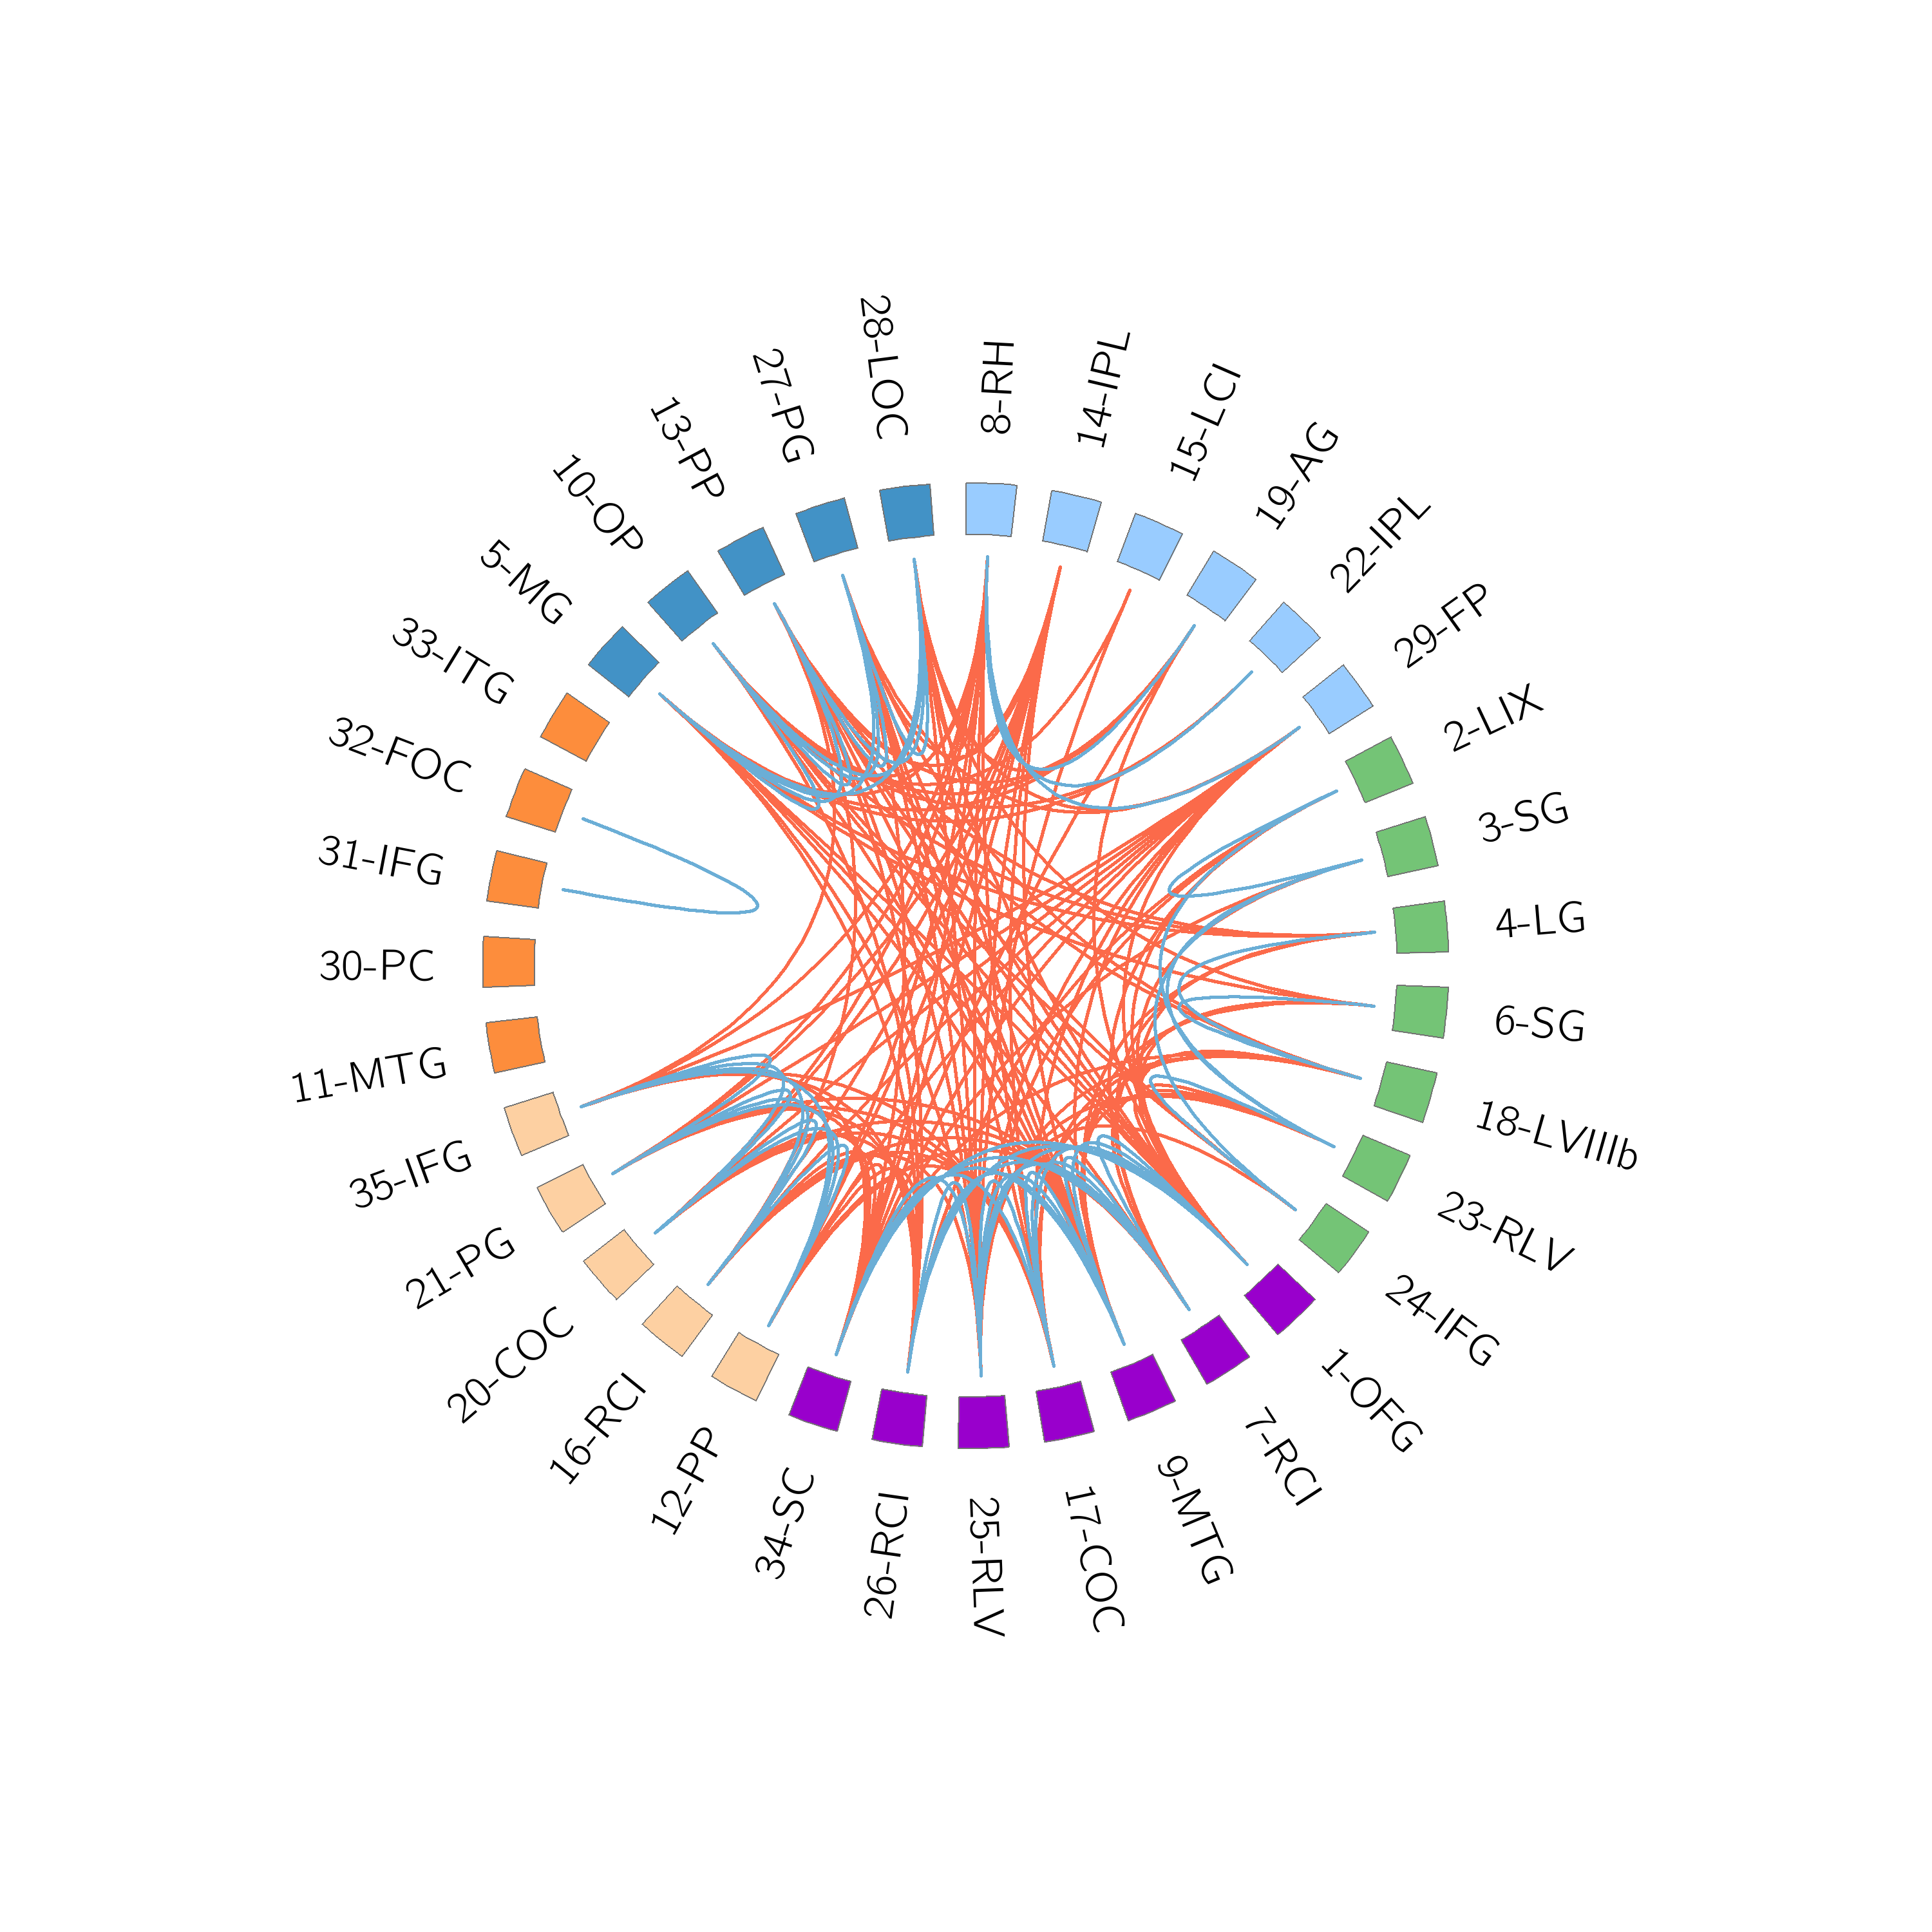 8-RH
14-IPL
15-LCI
19-AG
22-IPL
29-FP
2-LIX
3-SG
4-LG
6-SG
18-L VIIIb
23-RLV
24-IFG
1-OFG
7-RCI
9-MTG
17-COC
25-RLV
26-RCI
34-SC
12-PP
16-RCI
20-COC
21-PG
35-IFG
11-MTG
30-PC
31-IFG
32-FOC
33-ITG
5-MG
10-OP
13-PP
27-PG
28-LOC